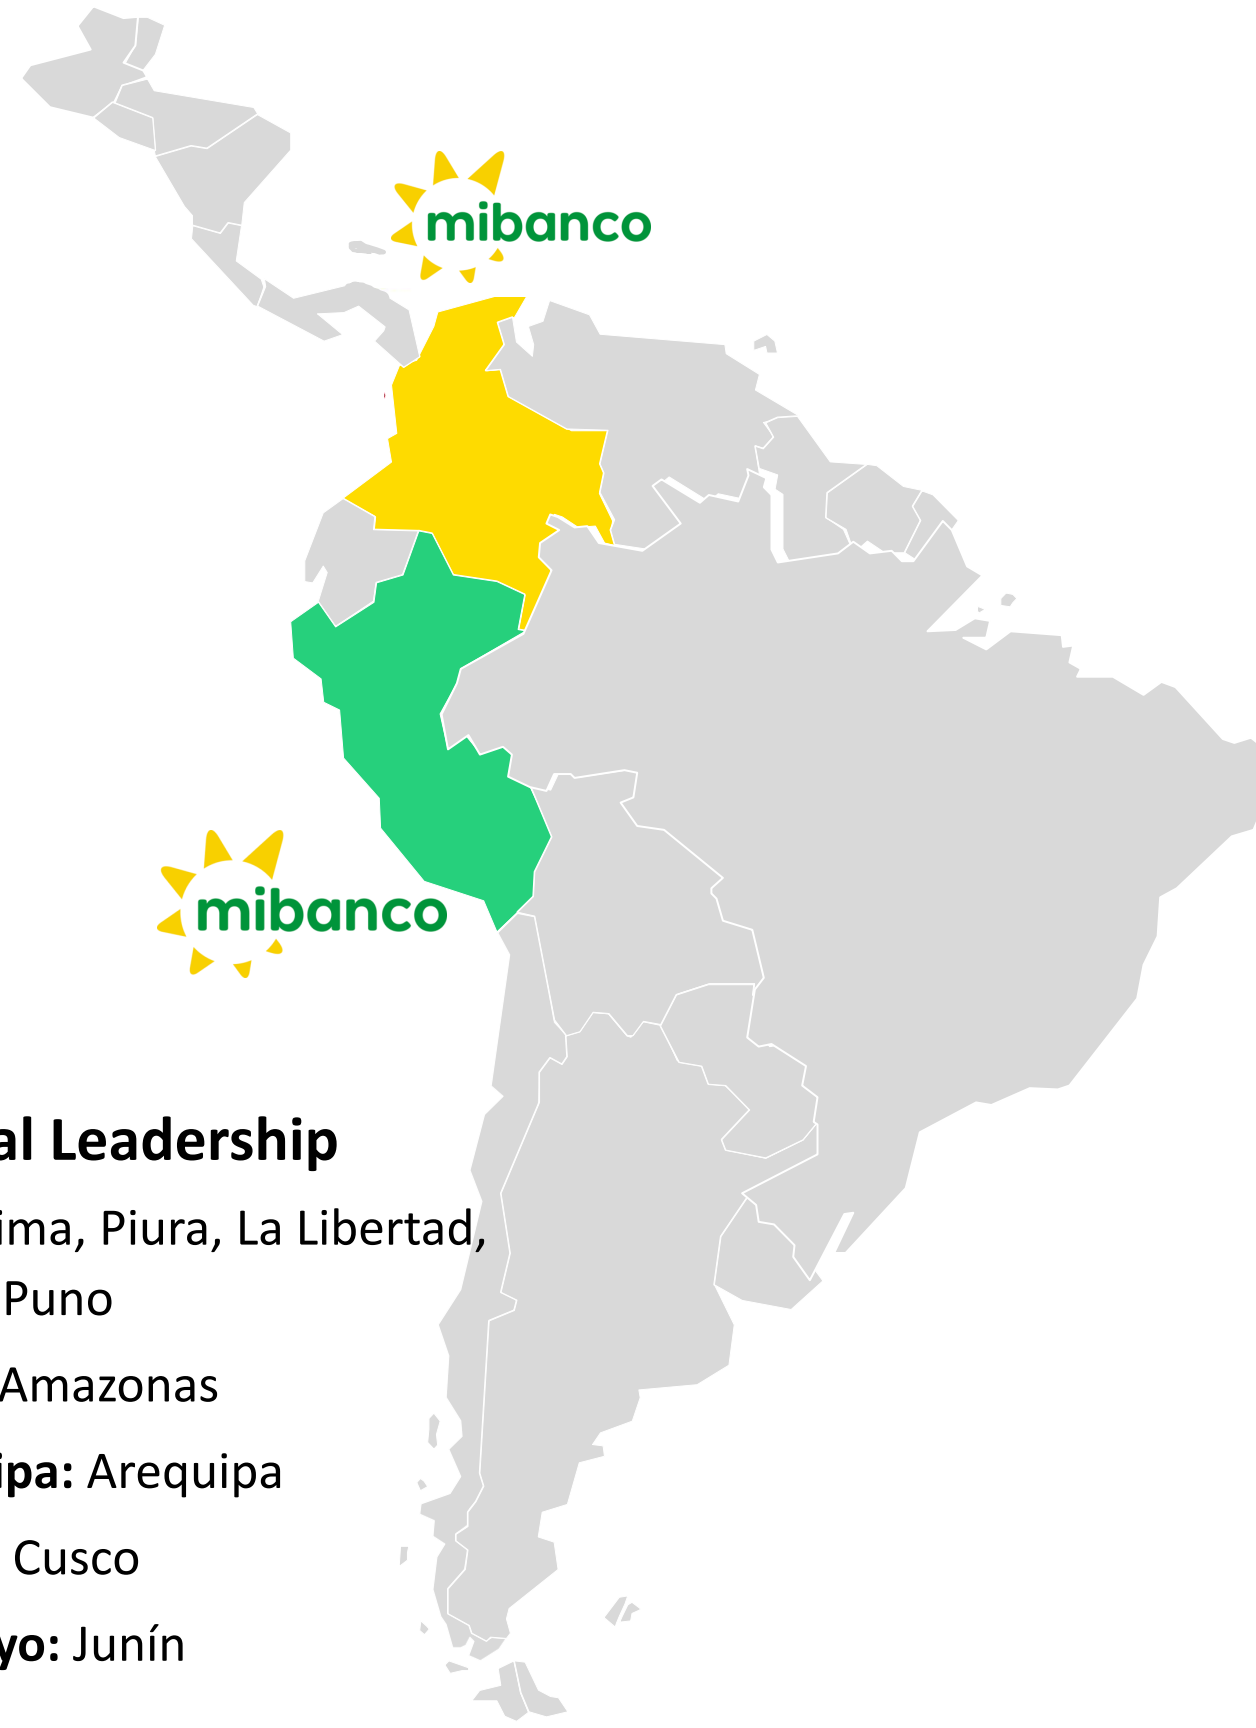 mibanco
mibanco
al Leadership
ima, Piura, La Libertad,
Puno
Amazonas
ipa: Arequipa
Cusco
yo: Junín